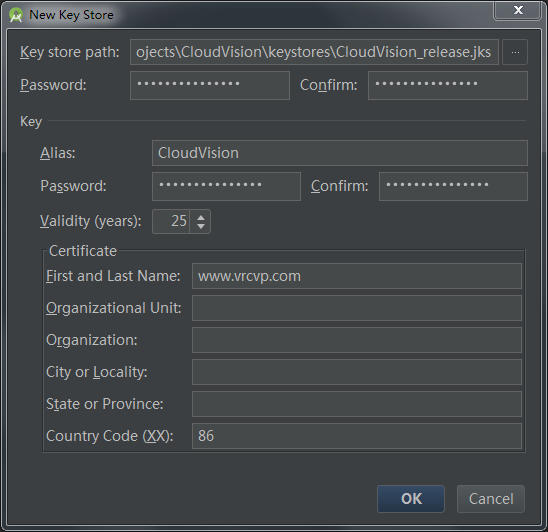 New Key Store
Key store path: ojects\CloudVision\keystores\CloudVision_release.jks ...
Password: •••••••••••••• Confirm: ••••••••••••••
Key
Alias: CloudVision
Password: •••••••••••••• Confirm: ••••••••••••••
Validity (years): 25
Certificate
First and Last Name: www.vrcvp.com
Organizational Unit:
Organization:
City or Locality:
State or Province:
Country Code (XX): 86
OK Cancel